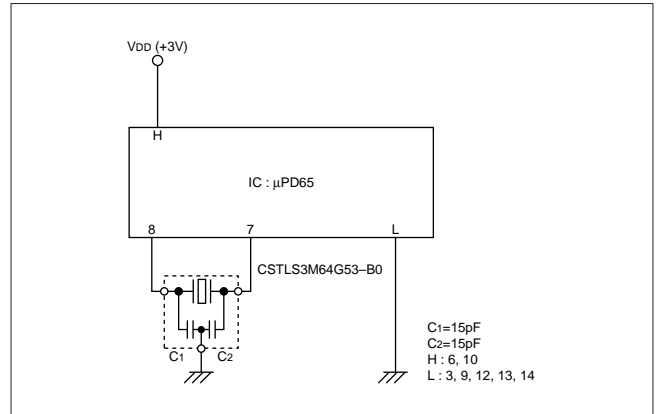 VDD (+3V)
H
IC : µPD65
8 7 L
CSTLS3M64G53–B0
C1 C2
C1=15pF
C2=15pF
H : 6, 10
L : 3, 9, 12, 13, 14